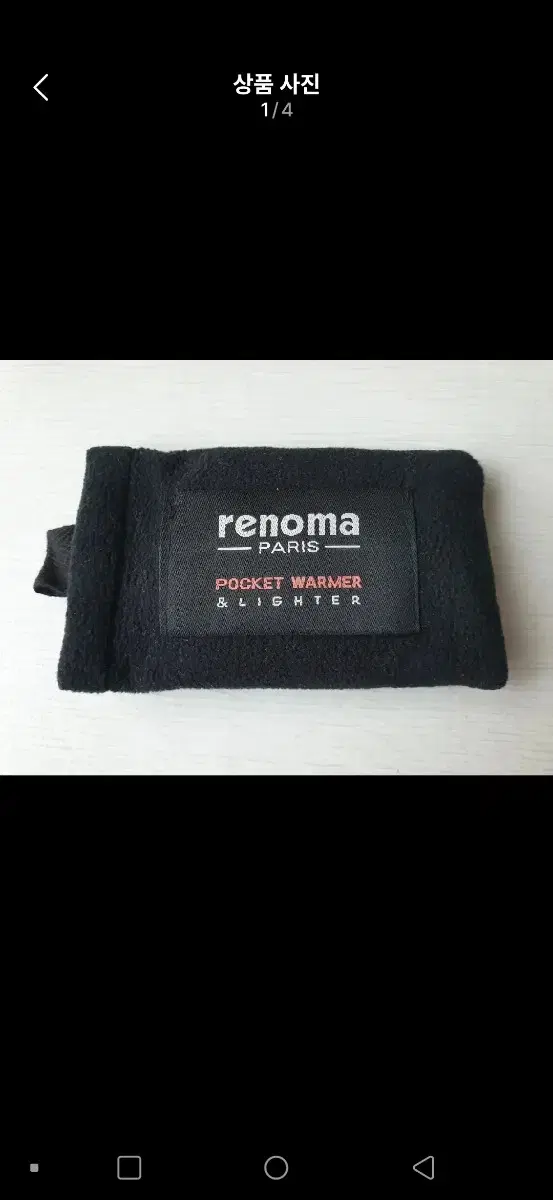 상품 사진
1/4
renoma
PARIS
POCKET WARMER
& LIGHTER